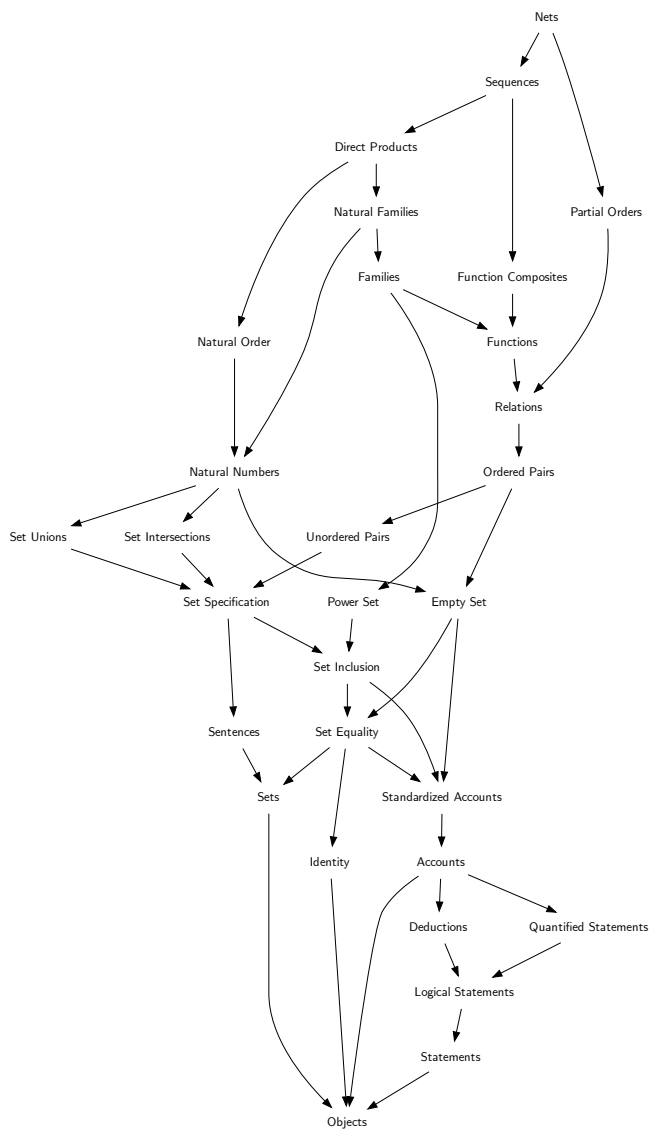 Nets
Sequences
Direct Products
Natural Families
Partial Orders
Families
Function Composites
Natural Order
Functions
Relations
Natural Numbers
Ordered Pairs
Set Unions
Set Intersections
Unordered Pairs
Set Specification
Power Set
Empty Set
Set Inclusion
Sentences
Set Equality
Sets
Standardized Accounts
Identity
Accounts
Deductions
Quantified Statements
Logical Statements
Statements
Objects